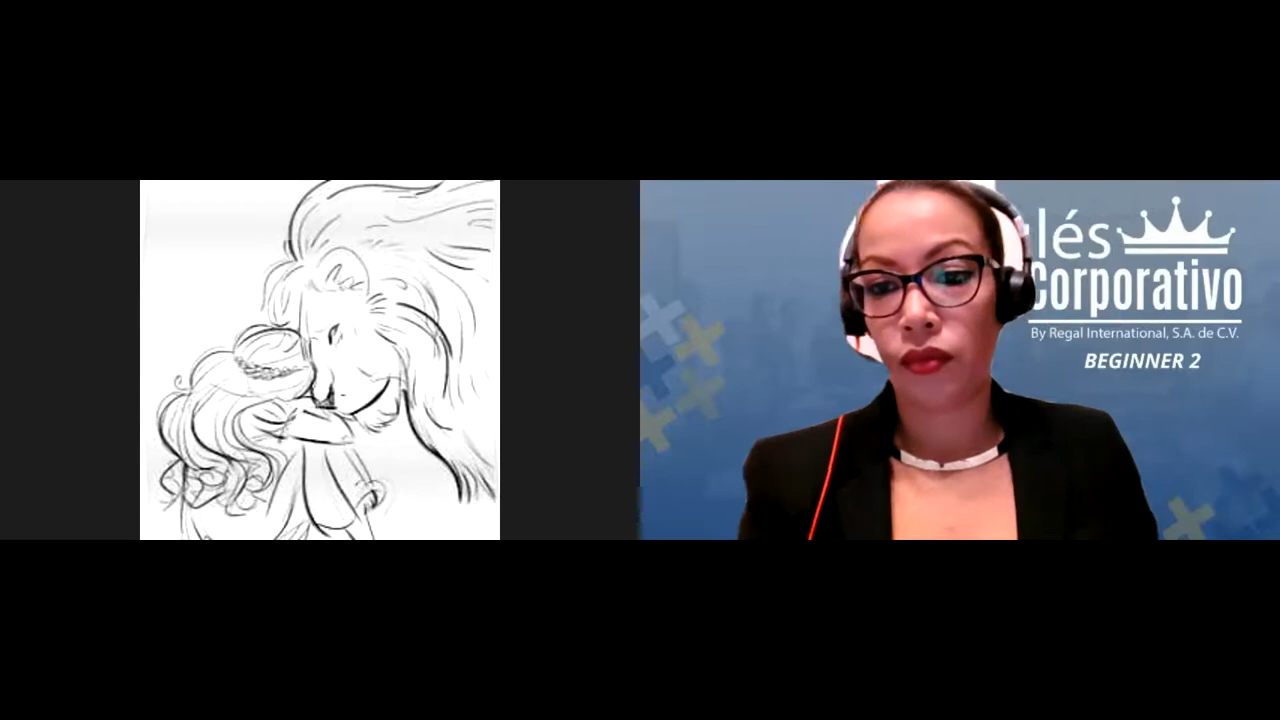 lés
Corporativo
By Regal International, S.A. de C.V.
BEGINNER 2